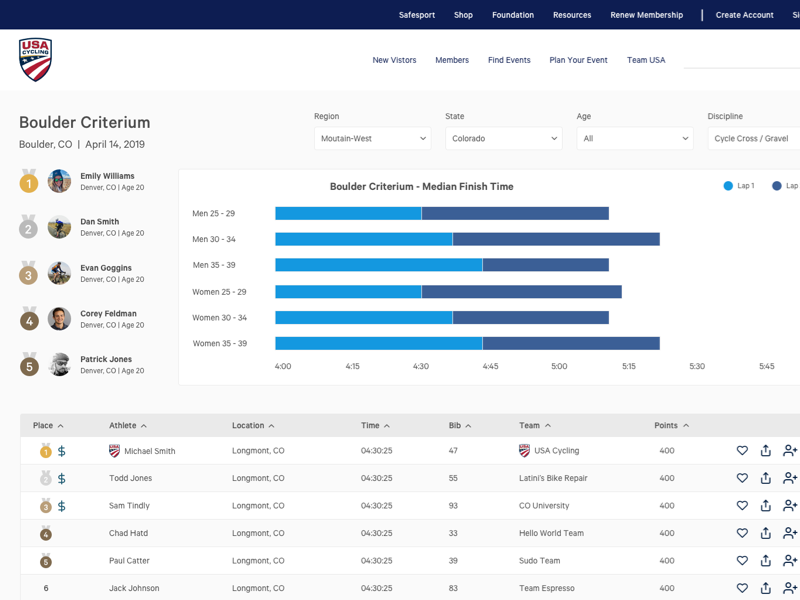 Safesport Shop Foundation Resources Renew Membership | Create Account Si
USA
CYCLING
New Vistors Members Find Events Plan Your Event Team USA
Boulder Criterium
Boulder, CO | April 14, 2019
Region State Age Discipline
Moutain-West Colorado All Cycle Cross / Gravel
1 Emily Williams
Denver, CO | Age 20
2 Dan Smith
Denver, CO | Age 20
3 Evan Goggins
Denver, CO | Age 20
4 Corey Feldman
Denver, CO | Age 20
5 Patrick Jones
Denver, CO | Age 20
Boulder Criterium - Median Finish Time
Lap 1 Lap
Men 25 - 29
Men 30 - 34
Men 35 - 39
Women 25 - 29
Women 30 - 34
Women 35 - 39
4:00 4:15 4:30 4:45 5:00 5:15 5:30 5:45
Place Athlete Location Time Bib Team Points
1 $ Michael Smith Longmont, CO 04:30:25 47 USA Cycling 400
2 $ Todd Jones Longmont, CO 04:30:25 55 Latini's Bike Repair 400
3 $ Sam Tindly Longmont, CO 04:30:25 93 CO University 400
4 Chad Hatd Longmont, CO 04:30:25 33 Hello World Team 400
5 Paul Catter Longmont, CO 04:30:25 39 Sudo Team 400
6 Jack Johnson Longmont, CO 04:30:25 83 Team Espresso 400